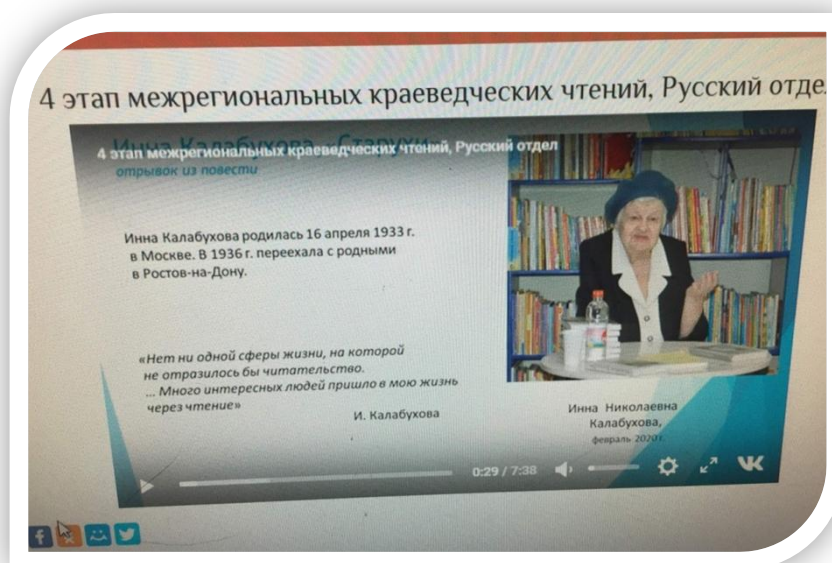 4 этап межрегиональных краеведческих чтений, Русский отде
Инна Калабухова «Старухи»
4 этап межрегиональных краеведческих чтений, Русский отдел
отрывок из повести
Инна Калабухова родилась 16 апреля 1933 г.
в Москве. В 1936 г. переехала с родными
в Ростов-на-Дону.
«Нет ни одной сферы жизни, на которой
не отразилось бы читательство.
... Много интересных людей пришло в мою жизнь
через чтение»
И. Калабухова
Инна Николаевна
Калабухова,
февраль 2020 г.
0:29 / 7:38